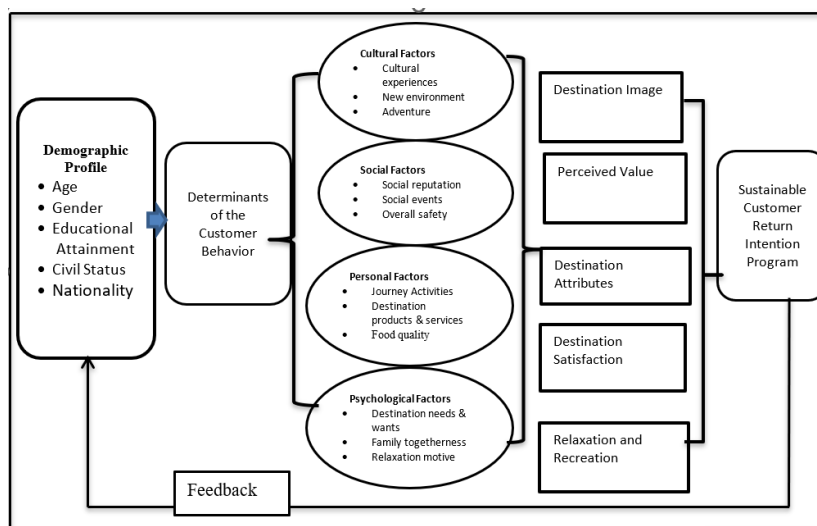 Demographic
Profile
• Age
• Gender
• Educational
Attainment
• Civil Status
• Nationality
Determinants
of the
Customer
Behavior
Cultural Factors
• Cultural
experiences
• New environment
• Adventure
Social Factors
• Social reputation
• Social events
• Overall safety
Personal Factors
• Journey Activities
• Destination
products & services
• Food quality
Psychological Factors
• Destination needs &
wants
• Family togetherness
• Relaxation motive
Destination Image
Perceived Value
Destination
Attributes
Destination
Satisfaction
Relaxation and
Recreation
Sustainable
Customer
Return
Intention
Program
Feedback